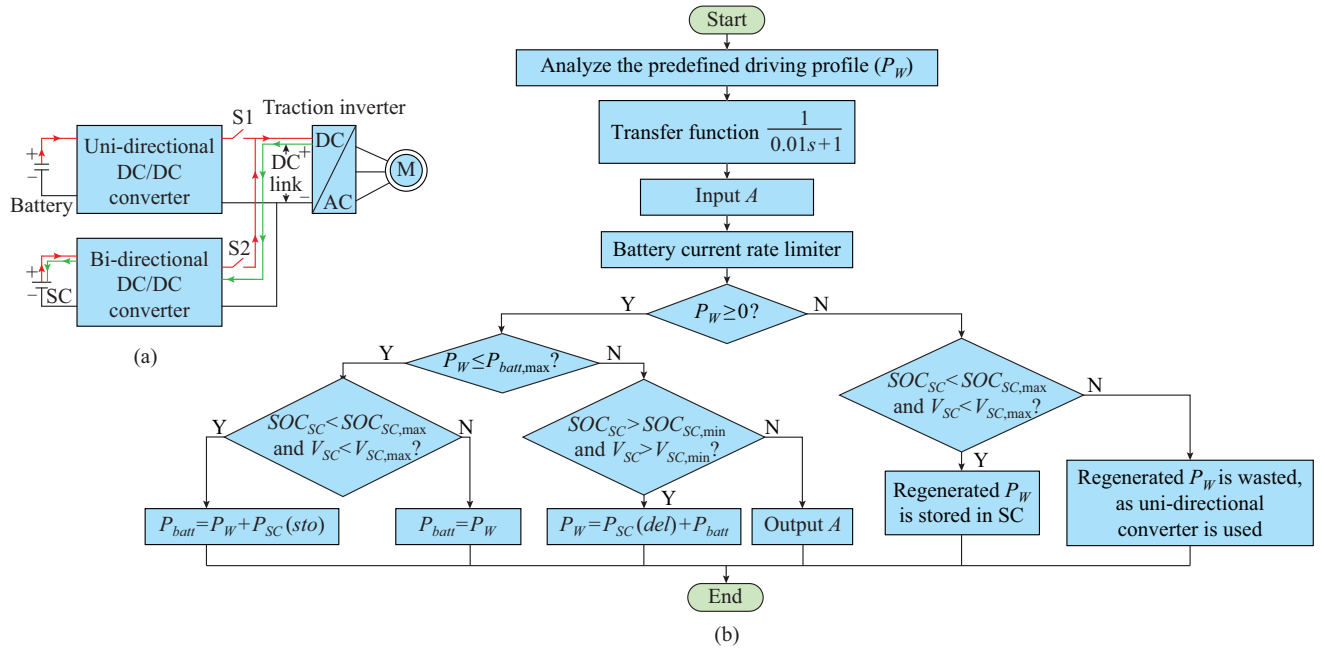 Traction inverter
S1
Uni-directional
DC/DC
converter
+
−
Battery
DC
+
DC
link
−
AC
M
S2
Bi-directional
DC/DC
converter
+
−
SC
(a)
Start
Analyze the predefined driving profile (P_W)
Transfer function 1/(0.01s+1)
Input A
Battery current rate limiter
Y
P_W≥0?
N
Y
P_W≤P_batt,max?
N
Y
SOC_SC<SOC_SC,max
and V_SC<V_SC,max?
N
SOC_SC>SOC_SC,min
and V_SC>V_SC,min?
N
Y
SOC_SC<SOC_SC,max
and V_SC<V_SC,max?
N
Y
P_batt=P_W+P_SC(sto)
P_batt=P_W
P_W=P_SC(del)+P_batt
Output A
Regenerated P_W
is stored in SC
Regenerated P_W is wasted,
as uni-directional
converter is used
End
(b)